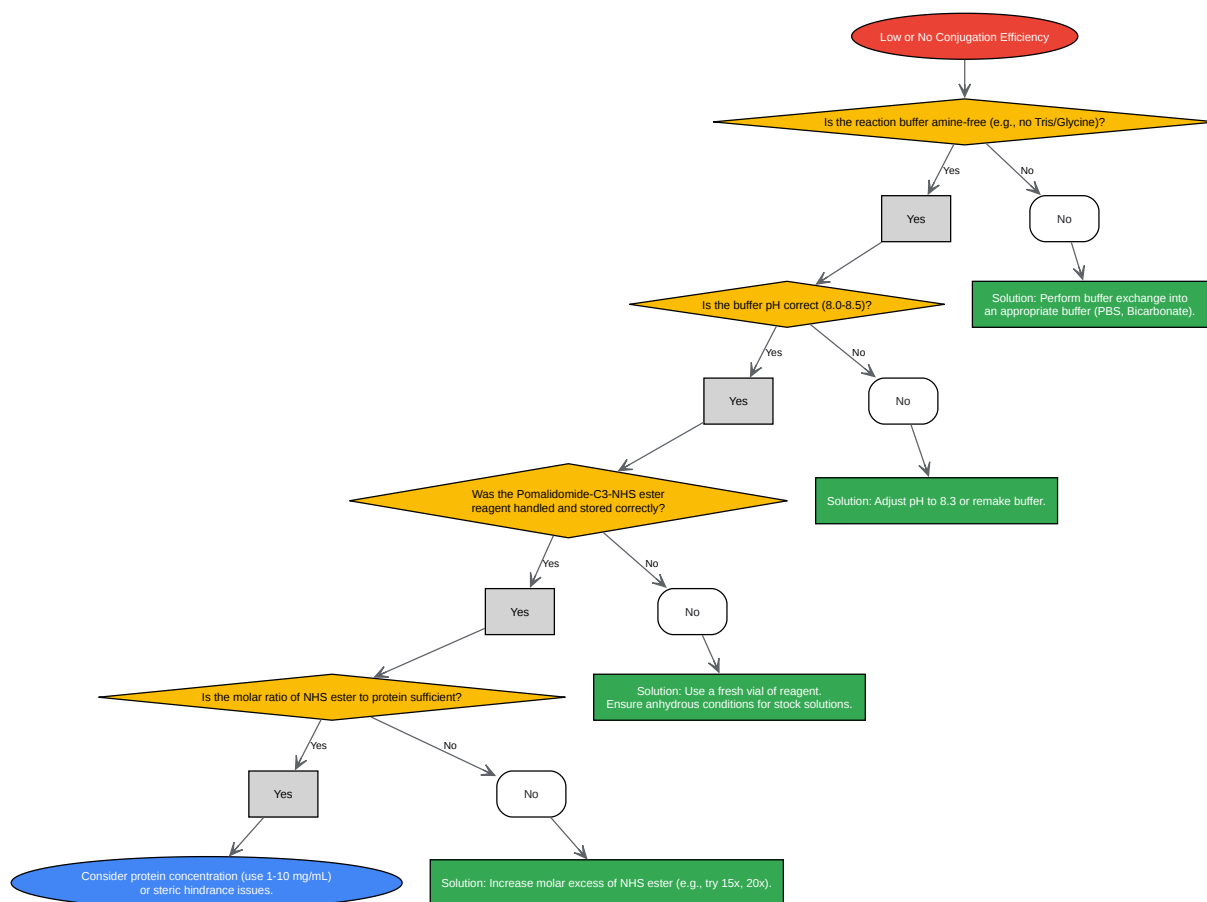 Low or No Conjugation Efficiency
Is the reaction buffer amine-free (e.g., no Tris/Glycine)?
Yes
No
Yes
No
Solution: Perform buffer exchange into
an appropriate buffer (PBS, Bicarbonate).
Is the buffer pH correct (8.0-8.5)?
Yes
No
Yes
No
Solution: Adjust pH to 8.3 or remake buffer.
Was the Pomalidomide-C3-NHS ester
reagent handled and stored correctly?
Yes
No
Yes
No
Solution: Use a fresh vial of reagent.
Ensure anhydrous conditions for stock solutions.
Is the molar ratio of NHS ester to protein sufficient?
Yes
No
Yes
No
Consider protein concentration (use 1-10 mg/mL)
or steric hindrance issues.
Solution: Increase molar excess of NHS ester (e.g., try 15x, 20x).